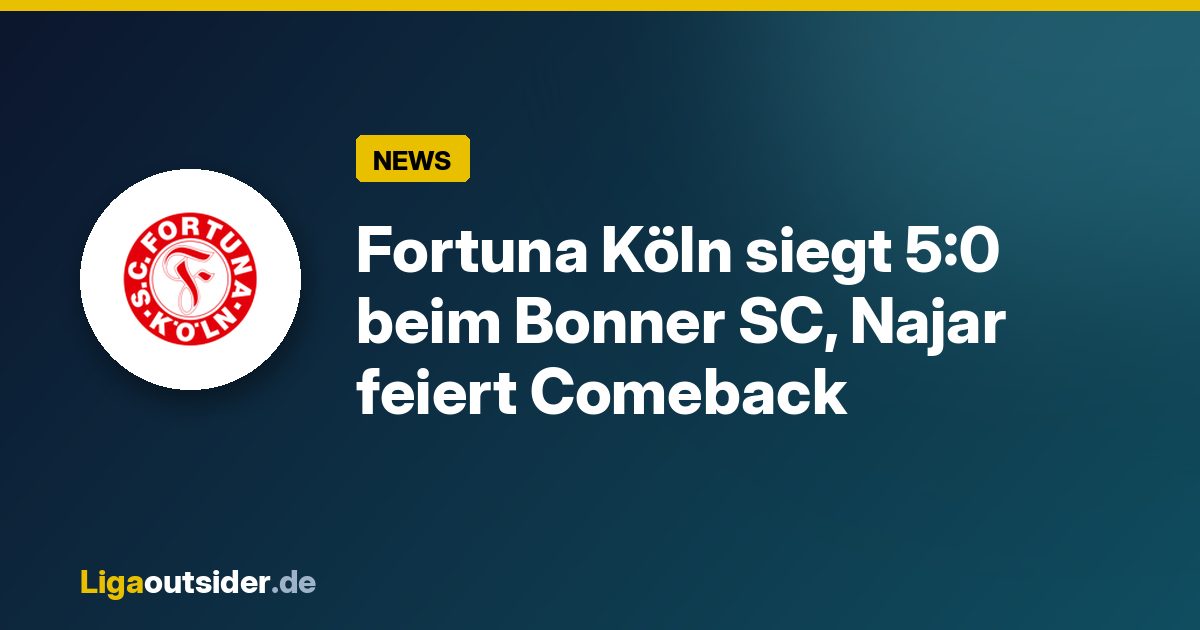 S.C. FORTUNA · KÖLN ·
F
NEWS
Fortuna Köln siegt 5:0
beim Bonner SC, Najar
feiert Comeback
Ligaoutsider.de